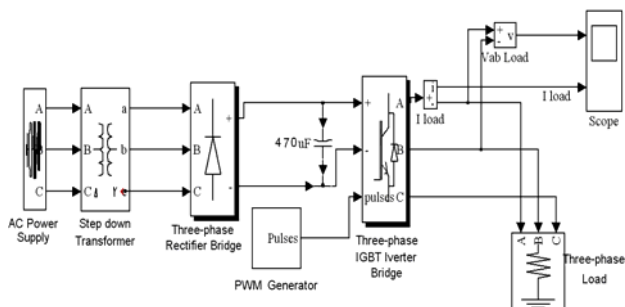 A
B
C
AC Power
Supply
A
B
C
a
b
Step down
Transformer
A
B
C
+
-
Three-phase
Rectifier Bridge
470uF
Pulses
PWM Generator
+
-
pulses
A
B
C
Three-phase
IGBT Iverter
Bridge
i
+
-
I load
+
-
v
Vab Load
I load
Scope
A
B
C
Three-phase
Load